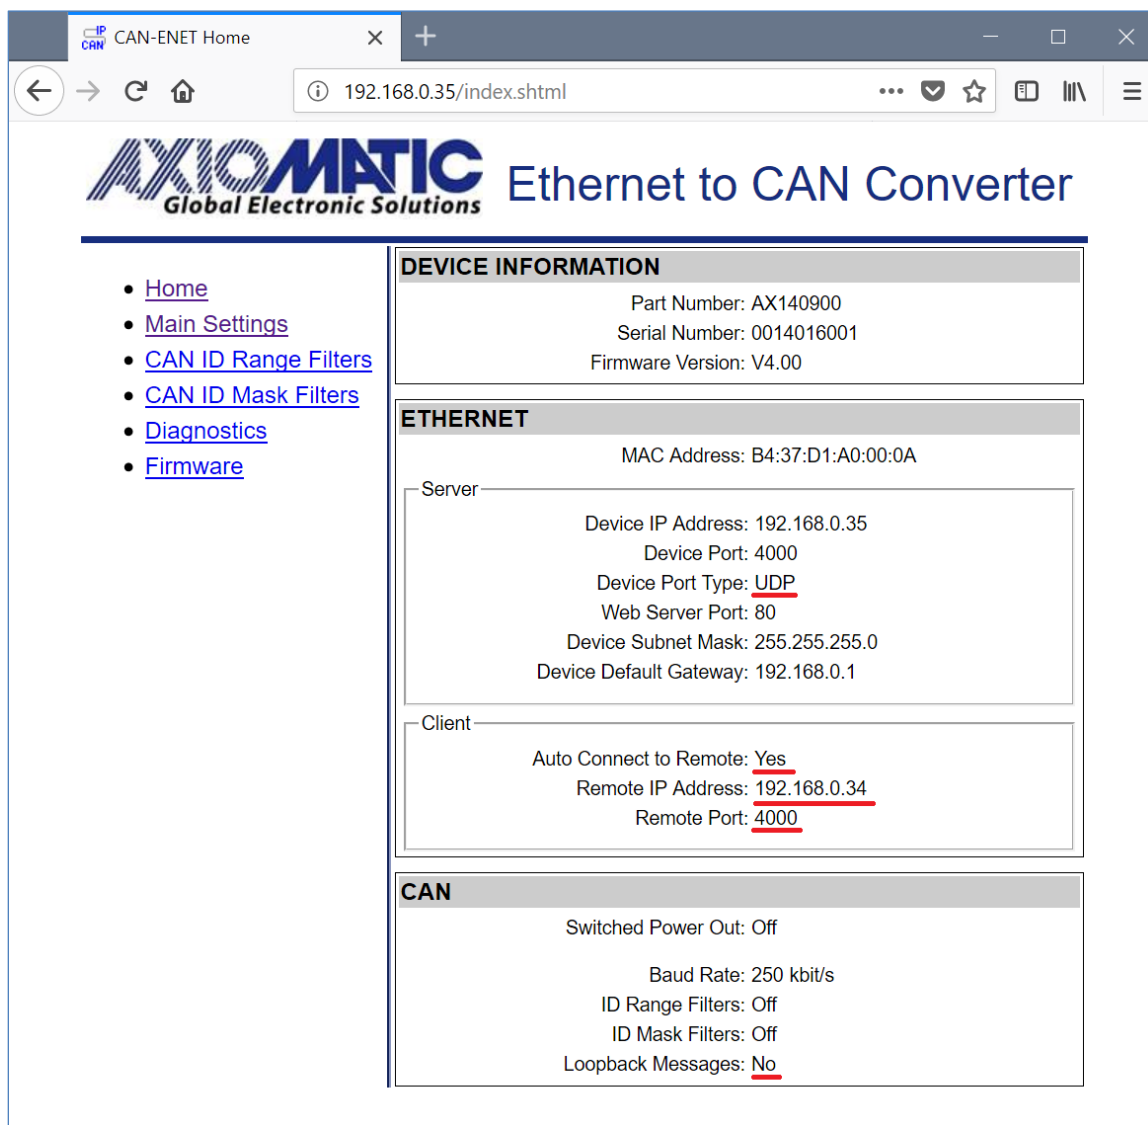 IP
CAN
CAN-ENET Home
192.168.0.35/index.shtml
AXIOMATIC
Global Electronic Solutions
Ethernet to CAN Converter
Home
Main Settings
CAN ID Range Filters
CAN ID Mask Filters
Diagnostics
Firmware
DEVICE INFORMATION
Part Number: AX140900
Serial Number: 0014016001
Firmware Version: V4.00
ETHERNET
MAC Address: B4:37:D1:A0:00:0A
Server
Device IP Address: 192.168.0.35
Device Port: 4000
Device Port Type: UDP
Web Server Port: 80
Device Subnet Mask: 255.255.255.0
Device Default Gateway: 192.168.0.1
Client
Auto Connect to Remote: Yes
Remote IP Address: 192.168.0.34
Remote Port: 4000
CAN
Switched Power Out: Off
Baud Rate: 250 kbit/s
ID Range Filters: Off
ID Mask Filters: Off
Loopback Messages: No